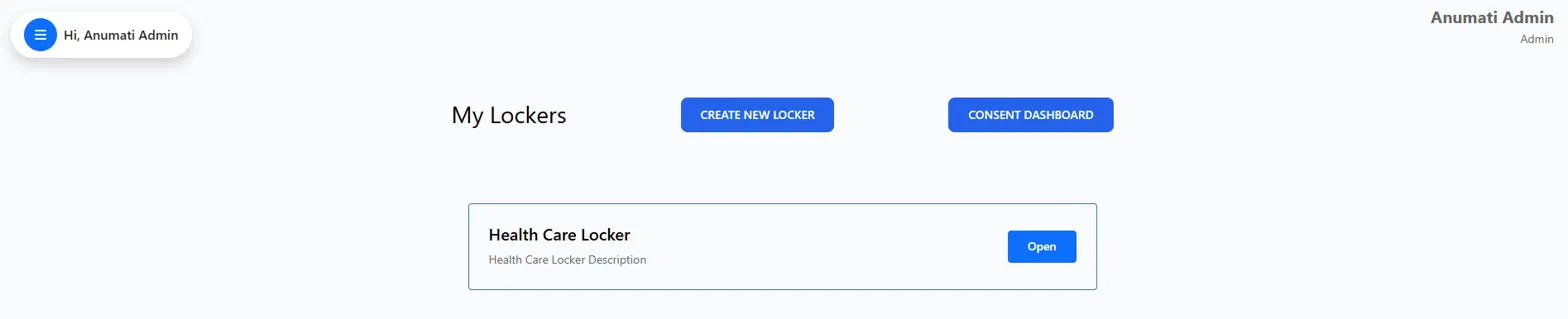 Hi, Anumati Admin
Anumati Admin
Admin
My Lockers
CREATE NEW LOCKER
CONSENT DASHBOARD
Health Care Locker
Health Care Locker Description
Open